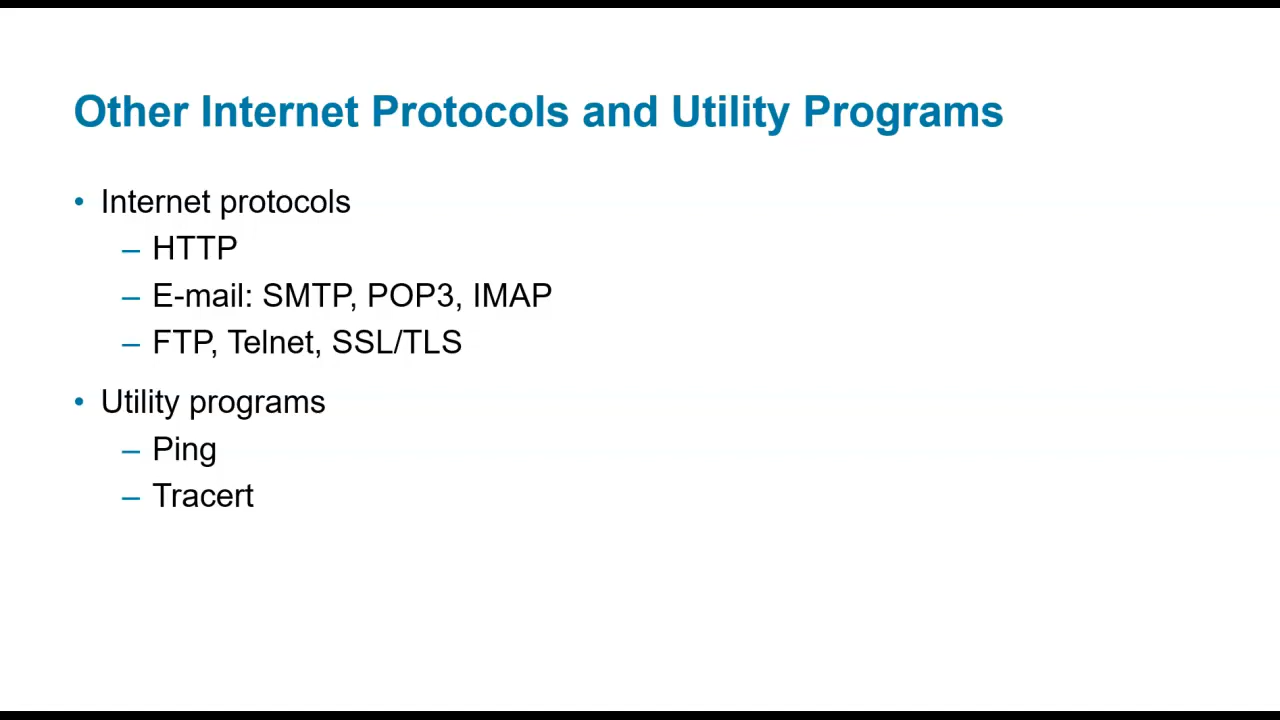 Other Internet Protocols and Utility Programs
• Internet protocols
– HTTP
– E-mail: SMTP, POP3, IMAP
– FTP, Telnet, SSL/TLS
• Utility programs
– Ping
– Tracert